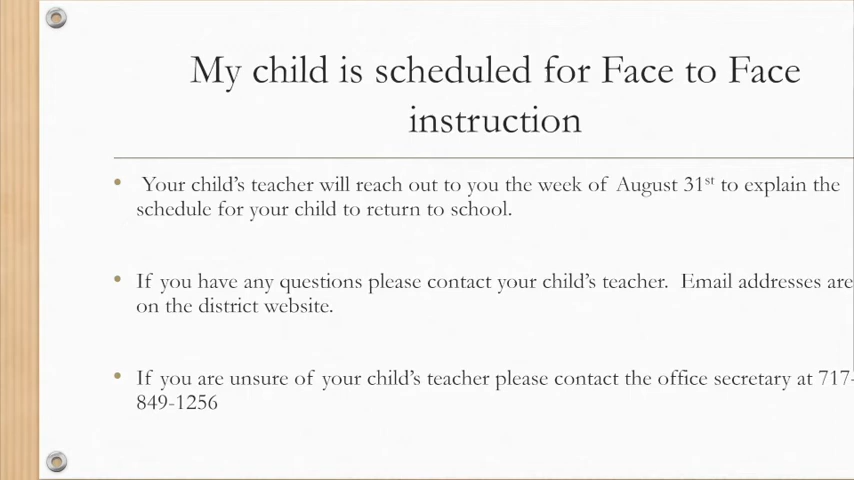 My child is scheduled for Face to Face
instruction
• Your child's teacher will reach out to you the week of August 31st to explain the
schedule for your child to return to school.
• If you have any questions please contact your child's teacher. Email addresses are
on the district website.
• If you are unsure of your child's teacher please contact the office secretary at 717-
849-1256